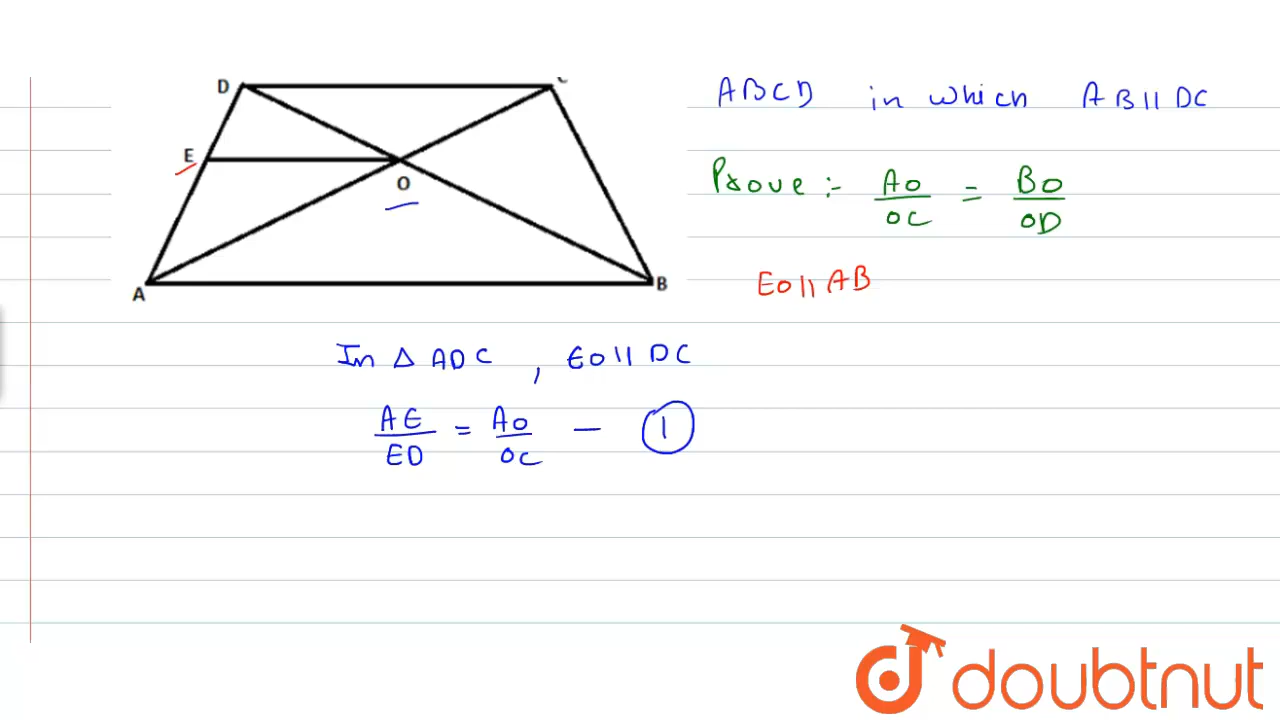 D C
E
O
A B
ABCD in which AB || DC
Prove :- AO/OC = BO/OD
EO || AB
In △ ADC , EO || DC
AE/ED = AO/OC — 1
doubtnut